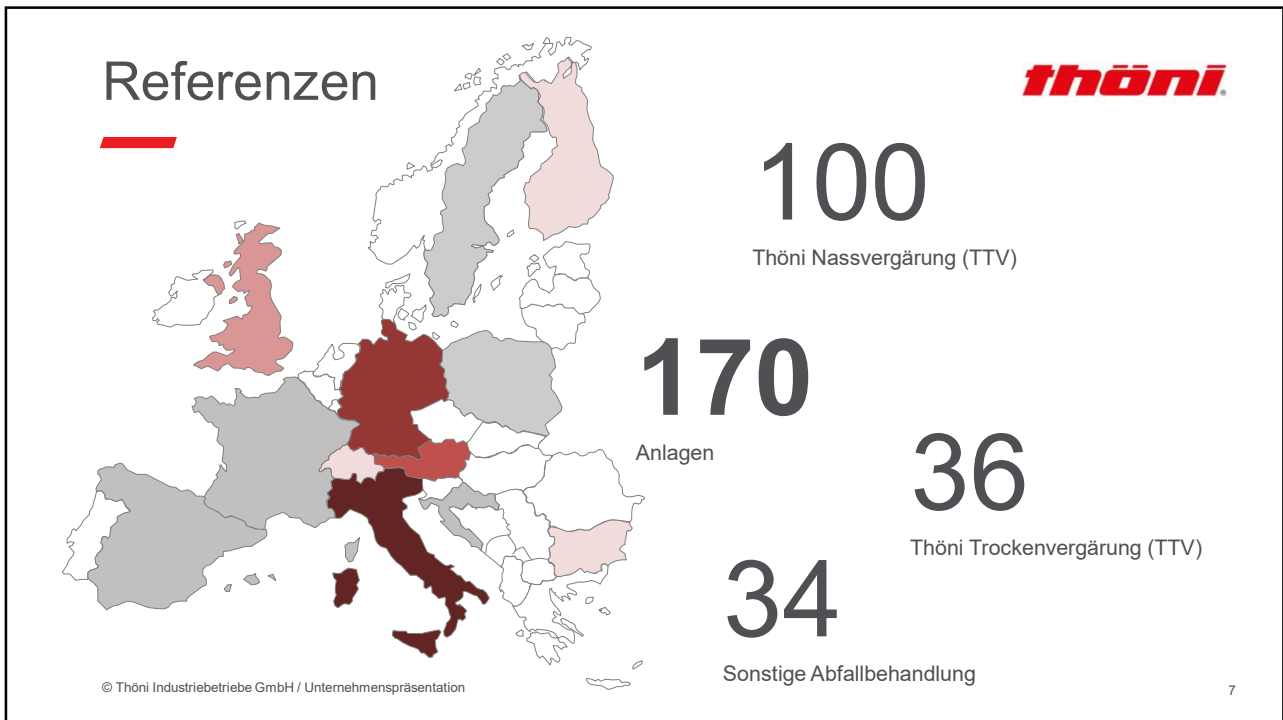 Referenzen
thöni
100
Thöni Nassvergärung (TTV)
170
Anlagen
36
Thöni Trockenvergärung (TTV)
34
Sonstige Abfallbehandlung
© Thöni Industriebetriebe GmbH / Unternehmenspräsentation
7